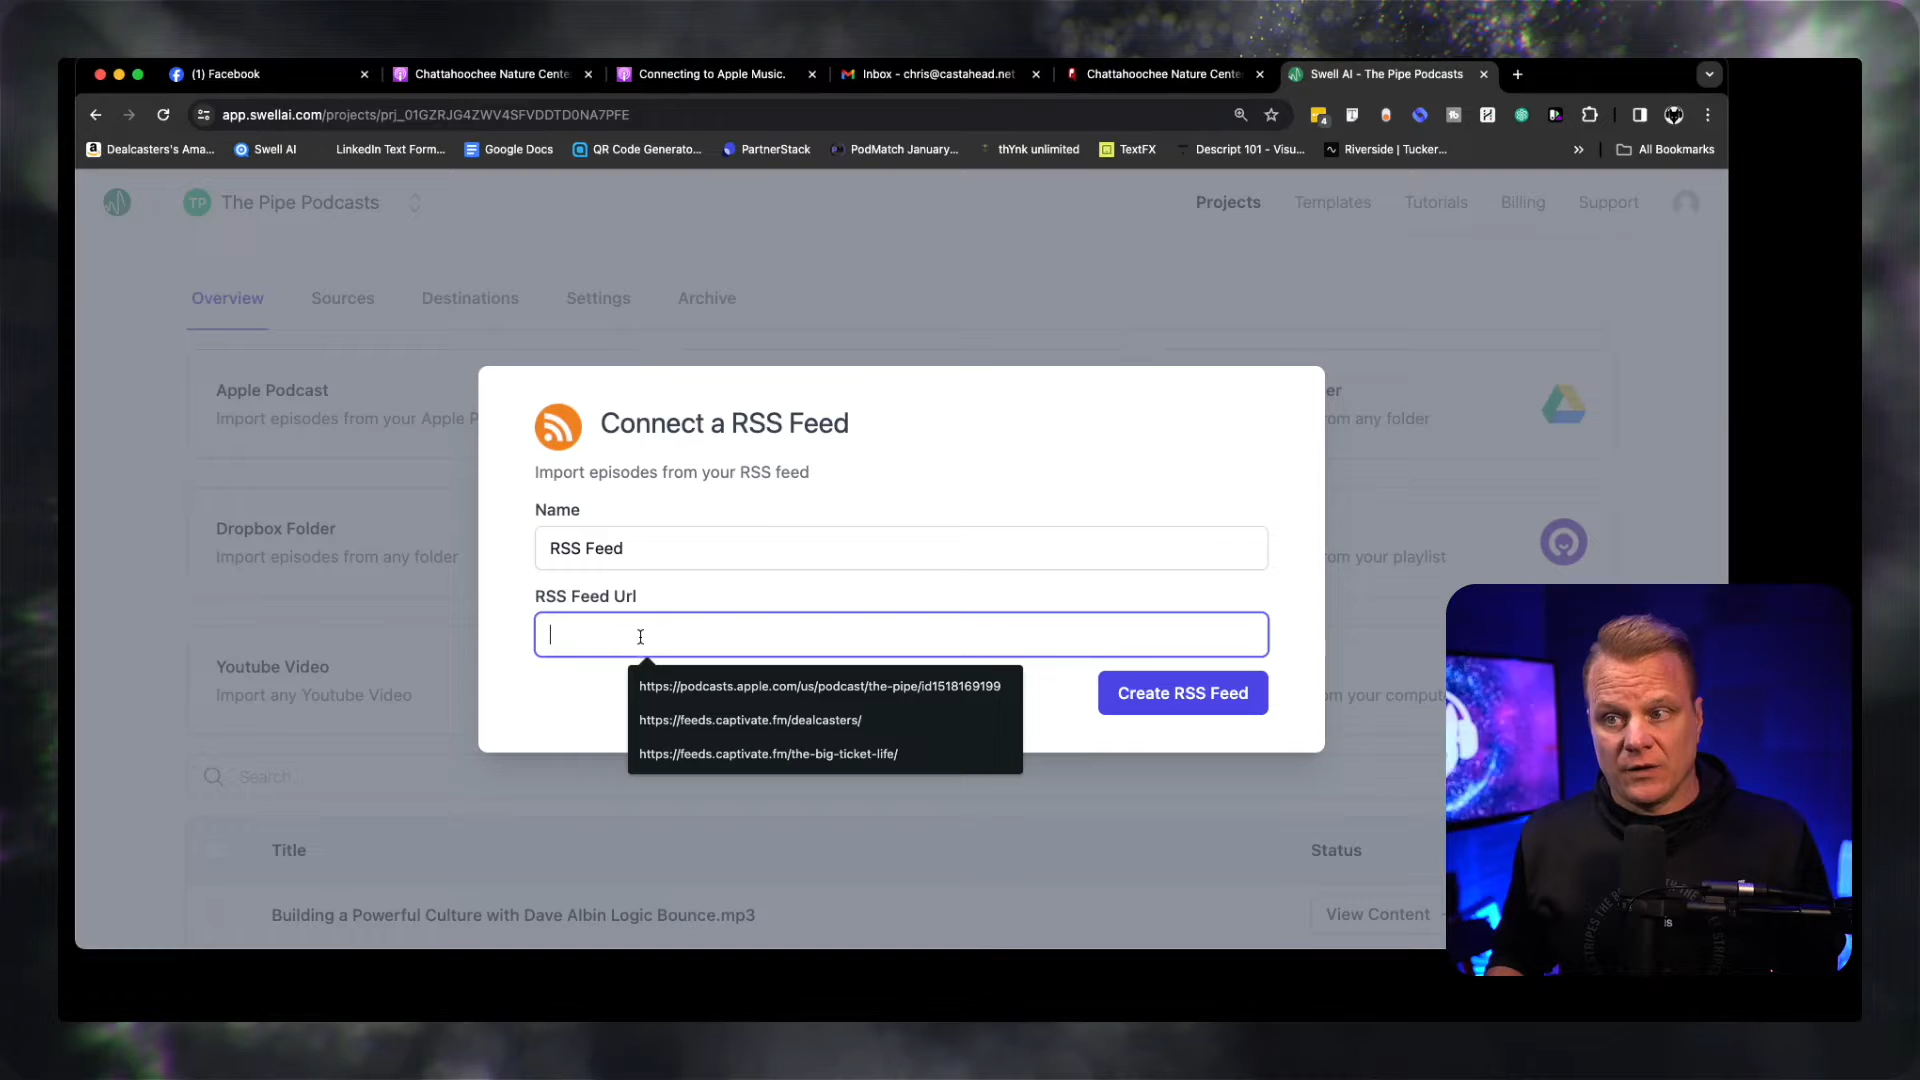 (1) Facebook
Chattahoochee Nature Cente
Connecting to Apple Music.
Inbox - chris@castahead.net
Chattahoochee Nature Cente
Swell AI - The Pipe Podcasts
app.swellai.com/projects/prj_01GZRJG4ZWV4SFVDDTD0NA7PFE
4
Dealcasters's Ama...
Swell AI
LinkedIn Text Form...
Google Docs
QR Code Generato...
PartnerStack
PodMatch January...
thYnk unlimited
TextFX
Descript 101 - Visu...
Riverside | Tucker...
All Bookmarks
TP
The Pipe Podcasts
Projects
Templates
Tutorials
Billing
Support
Overview
Sources
Destinations
Settings
Archive
Apple Podcast
Import episodes from your Apple P
er
om any folder
Dropbox Folder
Import episodes from any folder
om your playlist
Youtube Video
Import any Youtube Video
om your comput
Connect a RSS Feed
Import episodes from your RSS feed
Name
RSS Feed
RSS Feed Url
https://podcasts.apple.com/us/podcast/the-pipe/id1518169199
https://feeds.captivate.fm/dealcasters/
https://feeds.captivate.fm/the-big-ticket-life/
Create RSS Feed
Search...
Title
Status
Building a Powerful Culture with Dave Albin Logic Bounce.mp3
View Content